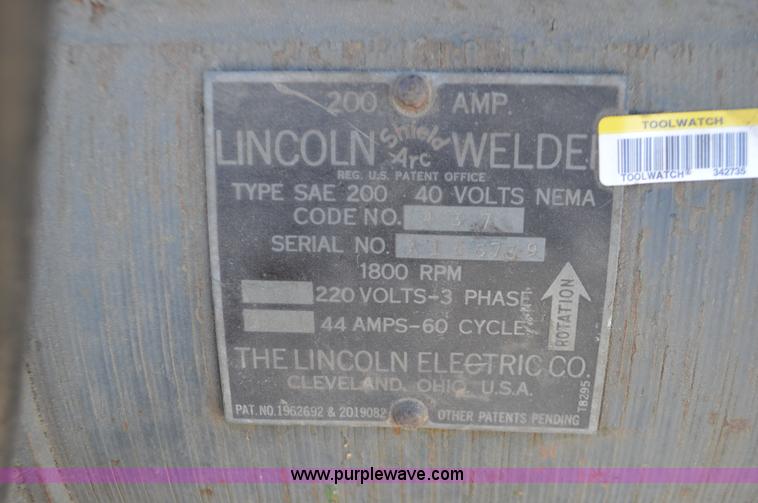 200 AMP.
LINCOLN Shield Arc WELDE
REG. U.S. PATENT OFFICE
TYPE SAE 200 40 VOLTS NEMA
CODE NO.
SERIAL NO.
1800 RPM
220 VOLTS-3 PHASE
44 AMPS-60 CYCLE
ROTATION
THE LINCOLN ELECTRIC CO.
CLEVELAND, OHIO, U.S.A.
PAT. NO. 1962692 & 2019082 OTHER PATENTS PENDING
T8295
TOOLWATCH
TOOLWATCH® 342735
www.purplewave.com